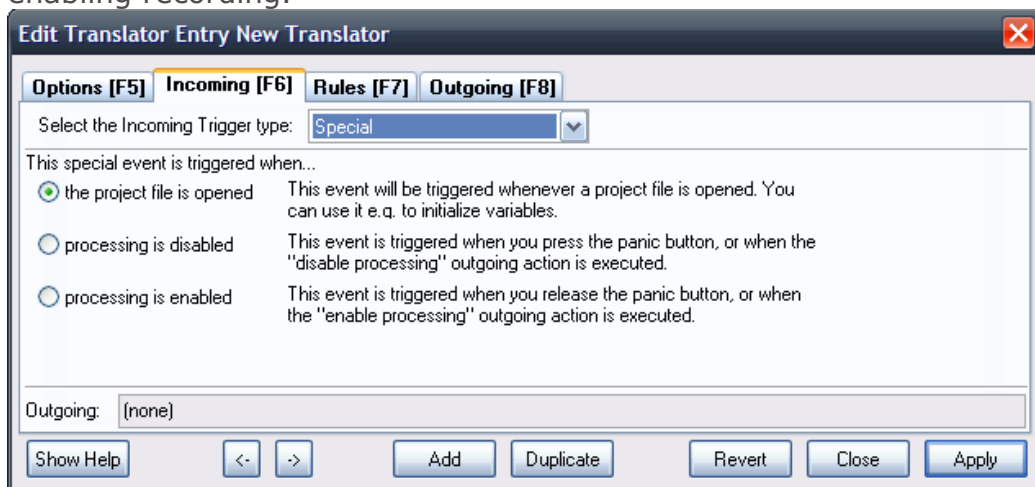 enabling recording.
Edit Translator Entry New Translator
Options [F5] Incoming [F6] Rules [F7] Outgoing [F8]
Select the Incoming Trigger type: Special
This special event is triggered when...
the project file is opened This event will be triggered whenever a project file is opened. You
can use it e.g. to initialize variables.
processing is disabled This event is triggered when you press the panic button, or when the
"disable processing" outgoing action is executed.
processing is enabled This event is triggered when you release the panic button, or when
the "enable processing" outgoing action is executed.
Outgoing: (none)
Show Help <- -> Add Duplicate Revert Close Apply